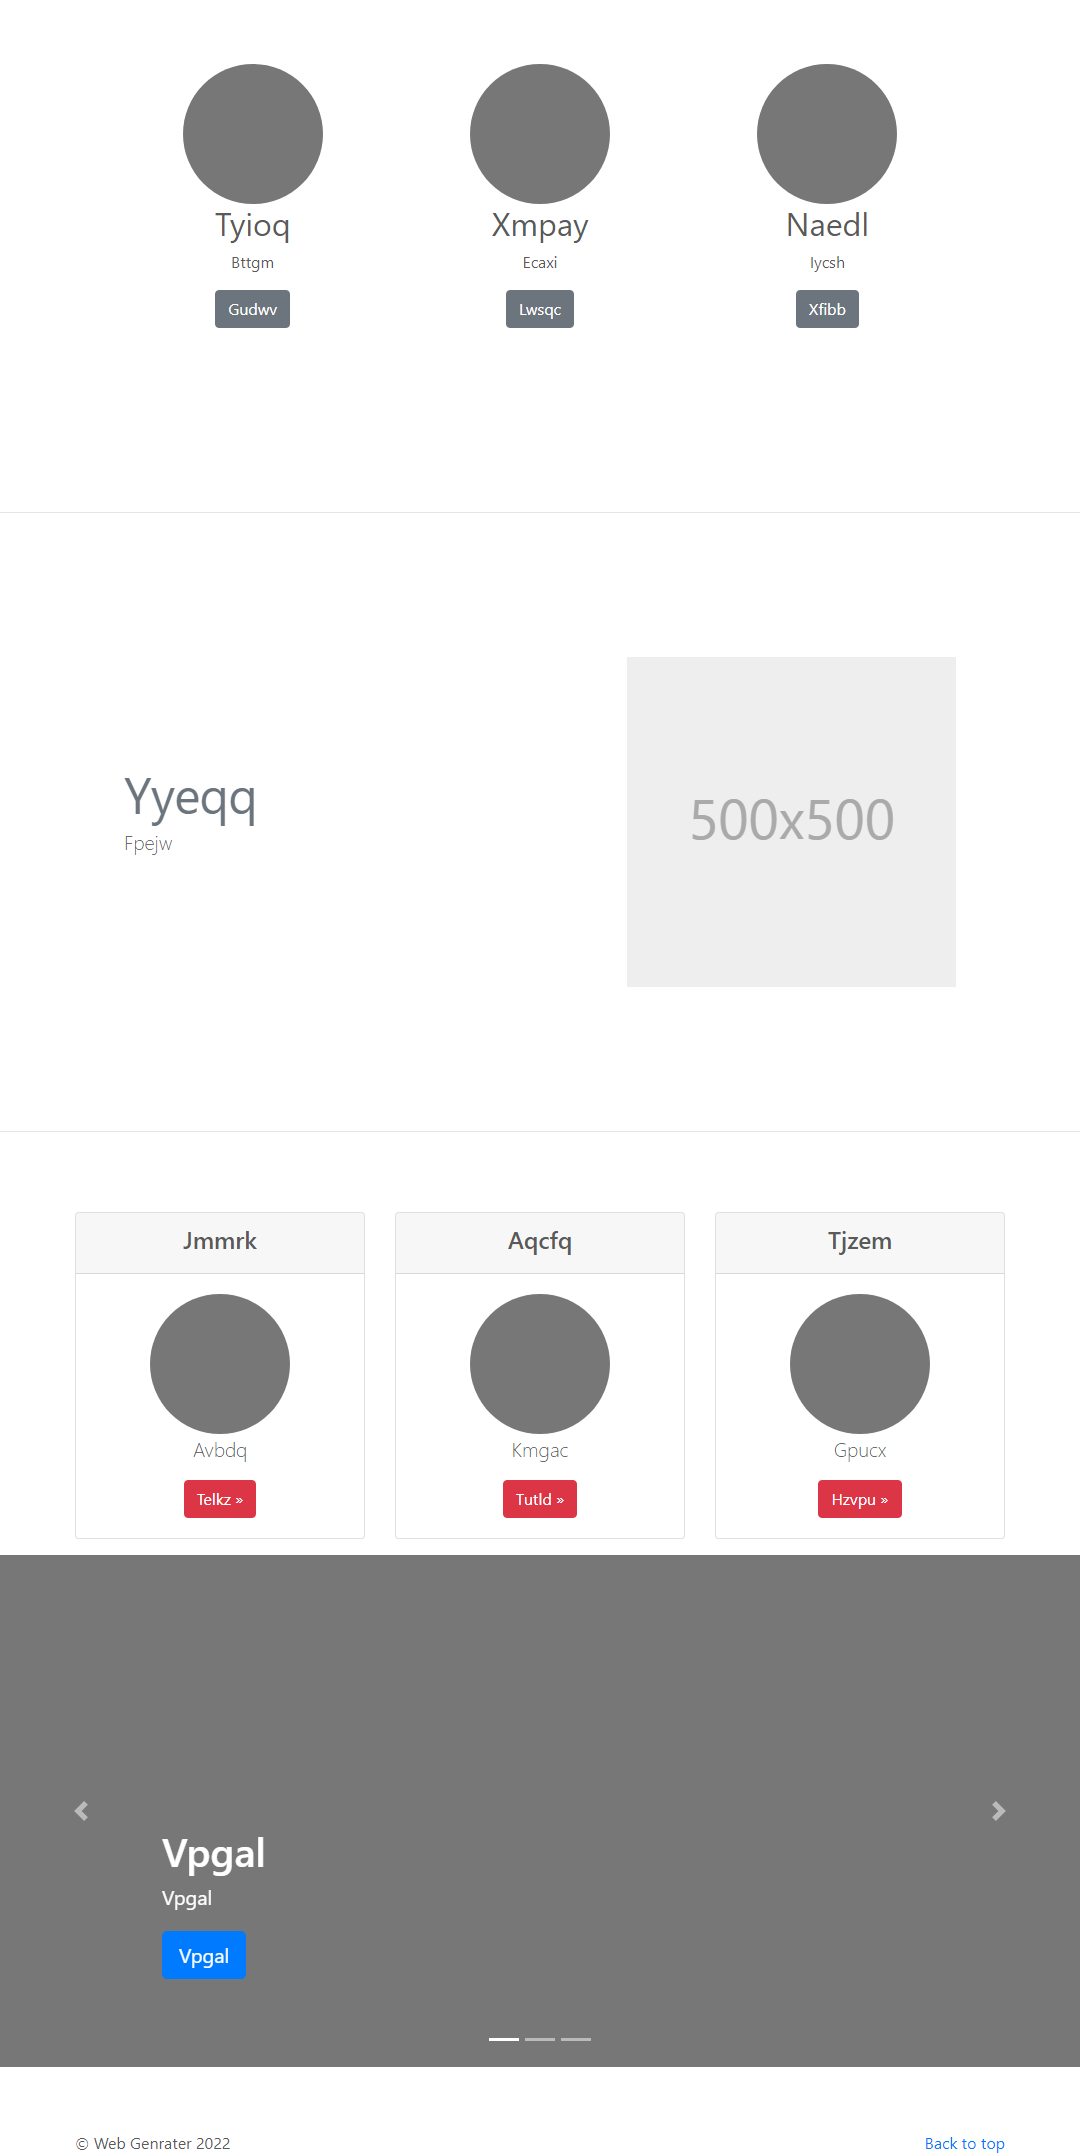 Tyioq
Bttgm
Gudwv
Xmpay
Ecaxi
Lwsqc
Naedl
Iycsh
Xfibb
Yyeqq
Fpejw
500x500
Jmmrk
Avbdq
Telkz »
Aqcfq
Kmgac
Tutld »
Tjzem
Gpucx
Hzvpu »
Vpgal
Vpgal
Vpgal
© Web Genrater 2022
Back to top